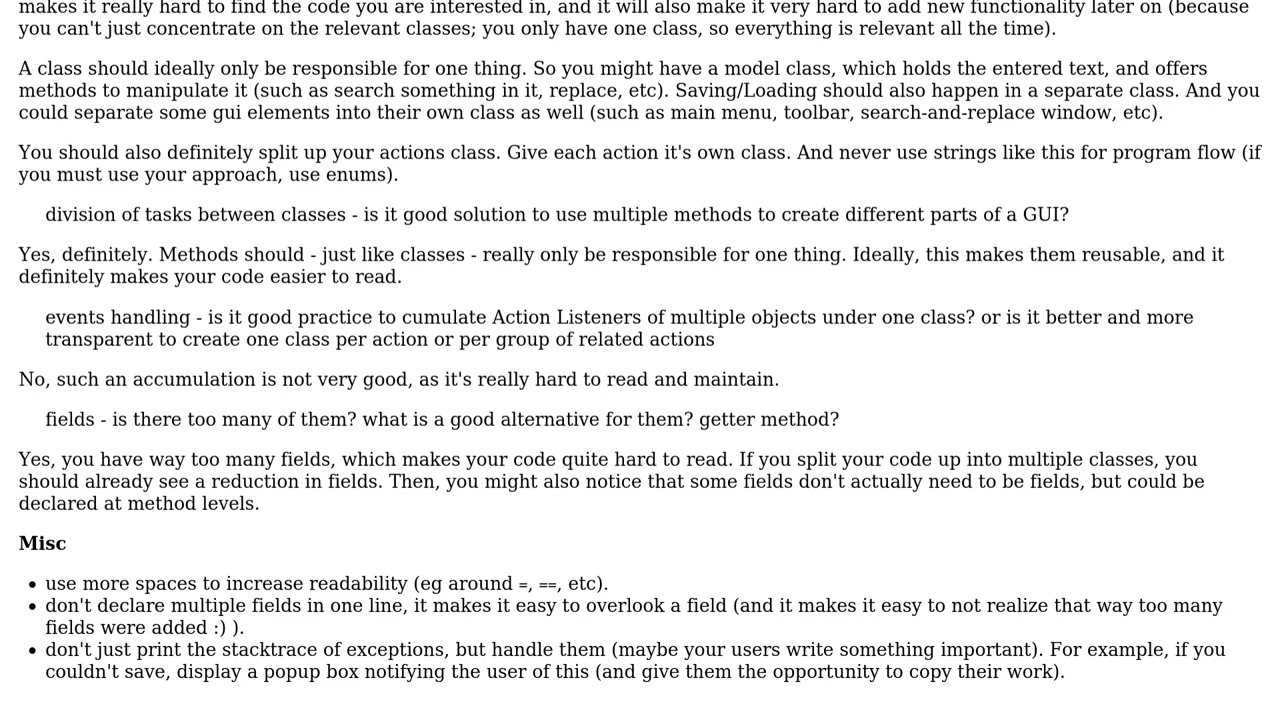 makes it really hard to find the code you are interested in, and it will also make it very hard to add new functionality later on (because
you can't just concentrate on the relevant classes; you only have one class, so everything is relevant all the time).
A class should ideally only be responsible for one thing. So you might have a model class, which holds the entered text, and offers
methods to manipulate it (such as search something in it, replace, etc). Saving/Loading should also happen in a separate class. And you
could separate some gui elements into their own class as well (such as main menu, toolbar, search-and-replace window, etc).
You should also definitely split up your actions class. Give each action it's own class. And never use strings like this for program flow (if
you must use your approach, use enums).
division of tasks between classes - is it good solution to use multiple methods to create different parts of a GUI?
Yes, definitely. Methods should - just like classes - really only be responsible for one thing. Ideally, this makes them reusable, and it
definitely makes your code easier to read.
events handling - is it good practice to cumulate Action Listeners of multiple objects under one class? or is it better and more
transparent to create one class per action or per group of related actions
No, such an accumulation is not very good, as it's really hard to read and maintain.
fields - is there too many of them? what is a good alternative for them? getter method?
Yes, you have way too many fields, which makes your code quite hard to read. If you split your code up into multiple classes, you
should already see a reduction in fields. Then, you might also notice that some fields don't actually need to be fields, but could be
declared at method levels.
Misc
• use more spaces to increase readability (eg around =, ==, etc).
• don't declare multiple fields in one line, it makes it easy to overlook a field (and it makes it easy to not realize that way too many
fields were added :) ).
• don't just print the stacktrace of exceptions, but handle them (maybe your users write something important). For example, if you
couldn't save, display a popup box notifying the user of this (and give them the opportunity to copy their work).